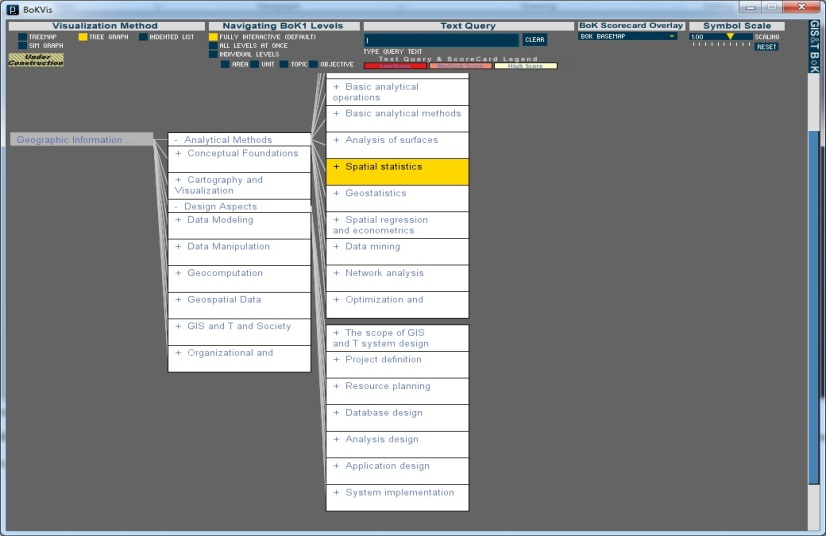 BoKVis
Visualization Method
TREEMAP
TREE GRAPH
INDENTED LIST
SIM GRAPH
Under
Construction
Navigating BoK1 Levels
FULLY INTERACTIVE (DEFAULT)
ALL LEVELS AT ONCE
INDIVIDUAL LEVELS
AREA
UNIT
TOPIC
OBJECTIVE
Text Query
CLEAR
TYPE QUERY TEXT
Text Query & ScoreCard Legend
Low Score
Medium Score
High Score
BoK Scorecard Overlay
BOK BASEMAP
Symbol Scale
1.00
SCALING
RESET
GIS&T BoK
Geographic Information ...
- Analytical Methods
+ Conceptual Foundations
+ Cartography and
Visualization
- Design Aspects
+ Data Modeling
+ Data Manipulation
+ Geocomputation
+ Geospatial Data
+ GIS and T and Society
+ Organizational and
+ Basic analytical
operations
+ Basic analytical methods
+ Analysis of surfaces
+ Spatial statistics
+ Geostatistics
+ Spatial regression
and econometrics
+ Data mining
+ Network analysis
+ Optimization and
+ The scope of GIS
and T system design
+ Project definition
+ Resource planning
+ Database design
+ Analysis design
+ Application design
+ System implementation